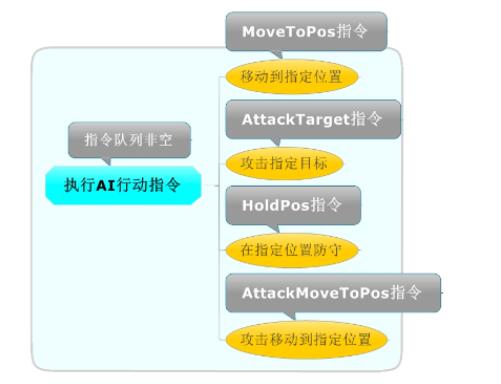 MoveToPos指令
移动到指定位置
AttackTarget指令
指令队列非空
攻击指定目标
执行AI行动指令
HoldPos指令
在指定位置防守
AttackMoveToPos指令
攻击移动到指定位置